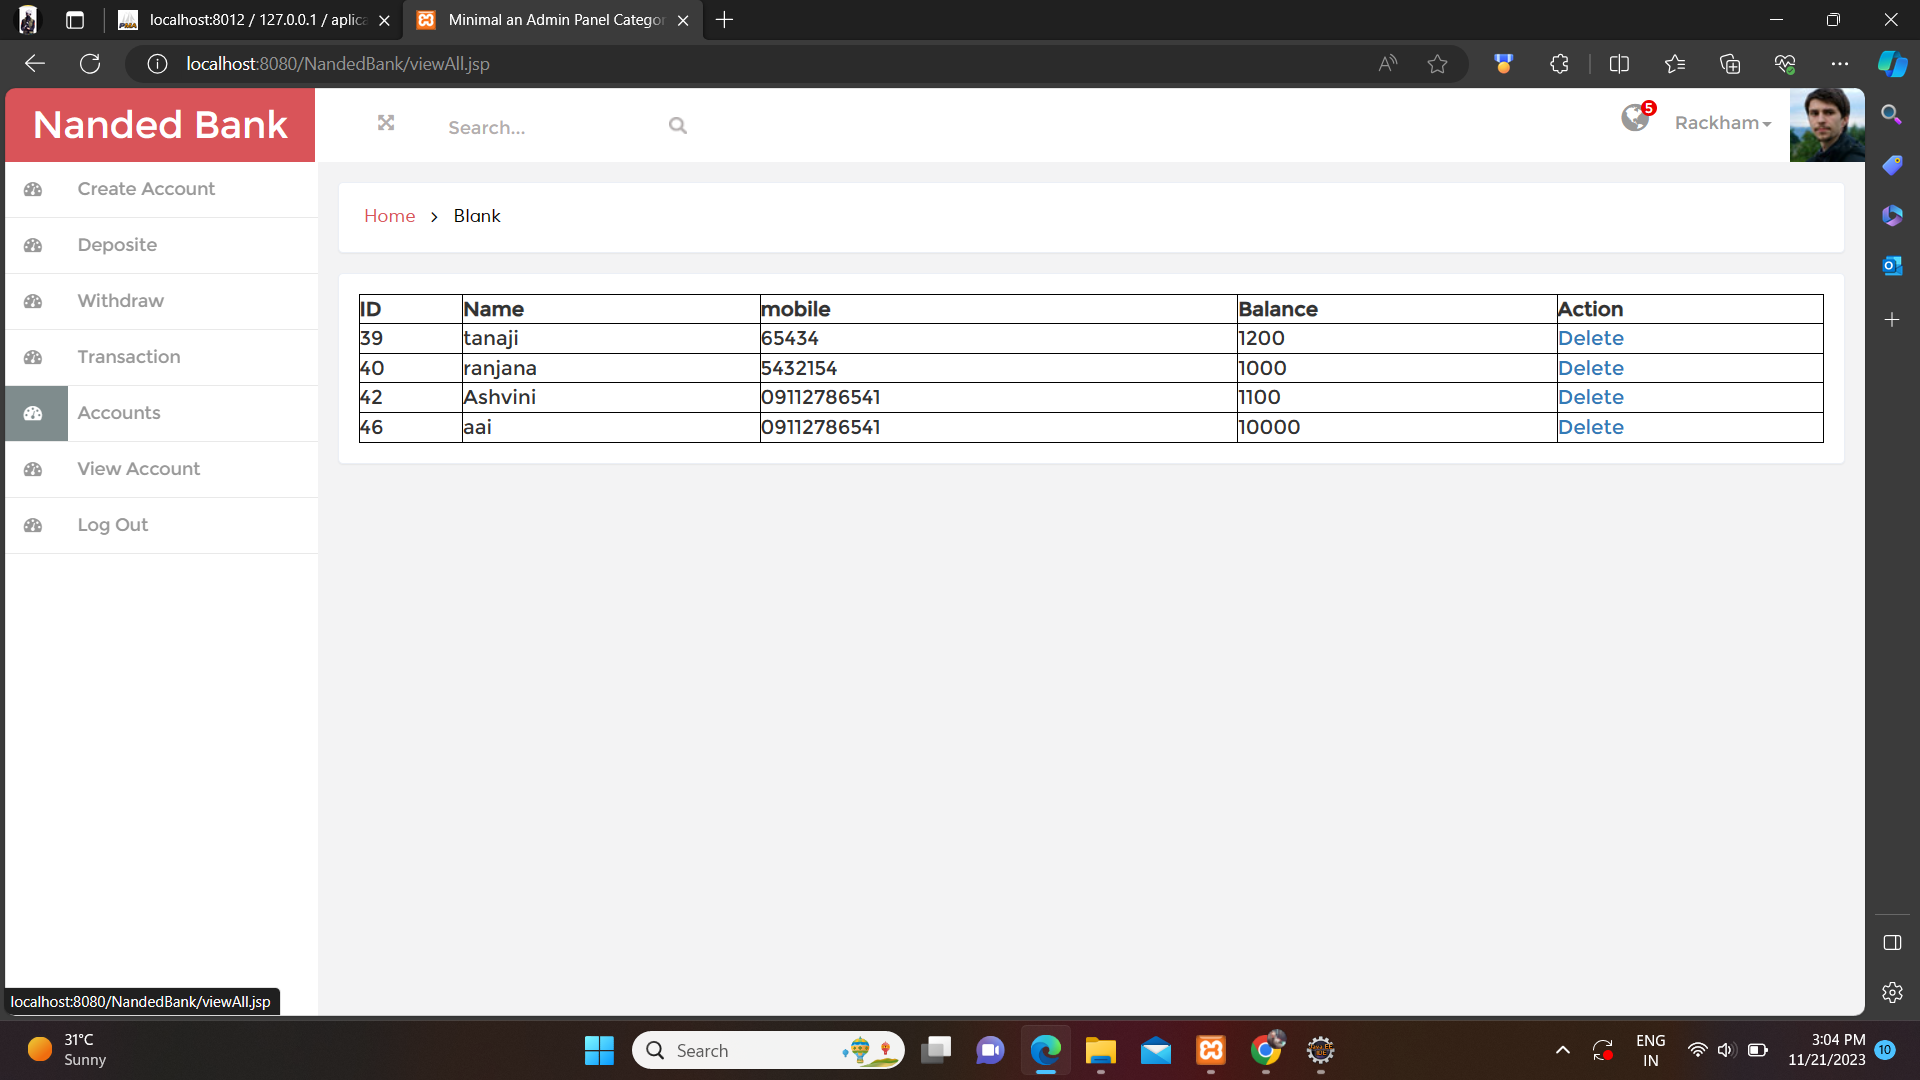 localhost:8012 / 127.0.0.1 / aplica
Minimal an Admin Panel Categor
localhost:8080/NandedBank/viewAll.jsp
Nanded Bank
Search...
5
Rackham
Create Account
Deposite
Withdraw
Transaction
Accounts
View Account
Log Out
Home > Blank
ID Name mobile Balance Action
39 tanaji 65434 1200 Delete
40 ranjana 5432154 1000 Delete
42 Ashvini 09112786541 1100 Delete
46 aai 09112786541 10000 Delete
localhost:8080/NandedBank/viewAll.jsp
31°C
Sunny
Search
ENG
IN
3:04 PM
11/21/2023
10